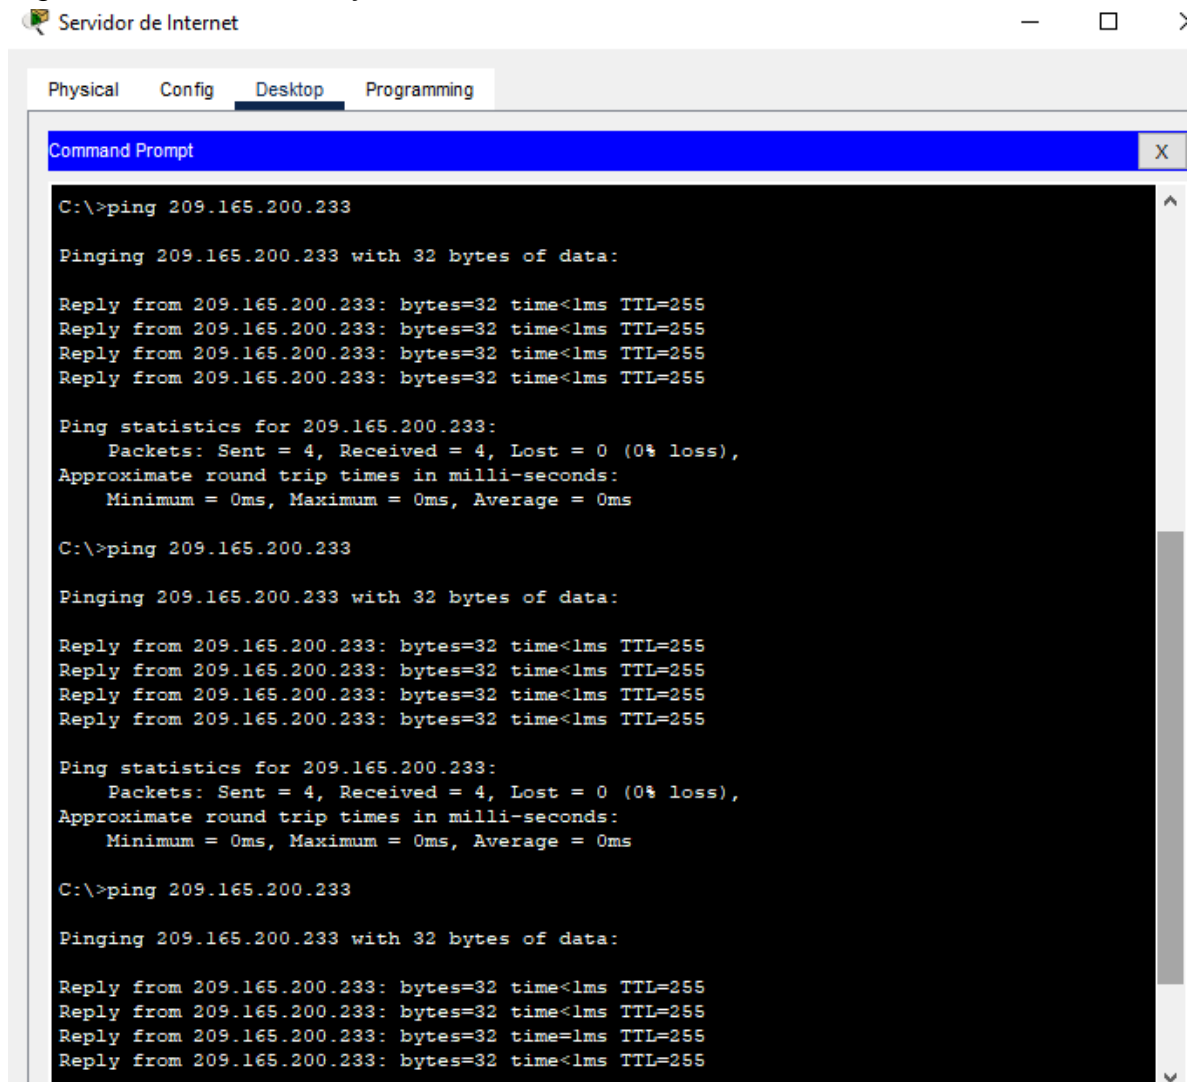 Servidor de Internet
Physical Config Desktop Programming
Command Prompt X
C:\>ping 209.165.200.233
Pinging 209.165.200.233 with 32 bytes of data:
Reply from 209.165.200.233: bytes=32 time<1ms TTL=255
Reply from 209.165.200.233: bytes=32 time<1ms TTL=255
Reply from 209.165.200.233: bytes=32 time<1ms TTL=255
Reply from 209.165.200.233: bytes=32 time<1ms TTL=255
Ping statistics for 209.165.200.233:
Packets: Sent = 4, Received = 4, Lost = 0 (0% loss),
Approximate round trip times in milli-seconds:
Minimum = 0ms, Maximum = 0ms, Average = 0ms
C:\>ping 209.165.200.233
Pinging 209.165.200.233 with 32 bytes of data:
Reply from 209.165.200.233: bytes=32 time<1ms TTL=255
Reply from 209.165.200.233: bytes=32 time<1ms TTL=255
Reply from 209.165.200.233: bytes=32 time<1ms TTL=255
Reply from 209.165.200.233: bytes=32 time<1ms TTL=255
Ping statistics for 209.165.200.233:
Packets: Sent = 4, Received = 4, Lost = 0 (0% loss),
Approximate round trip times in milli-seconds:
Minimum = 0ms, Maximum = 0ms, Average = 0ms
C:\>ping 209.165.200.233
Pinging 209.165.200.233 with 32 bytes of data:
Reply from 209.165.200.233: bytes=32 time<1ms TTL=255
Reply from 209.165.200.233: bytes=32 time<1ms TTL=255
Reply from 209.165.200.233: bytes=32 time=1ms TTL=255
Reply from 209.165.200.233: bytes=32 time<1ms TTL=255